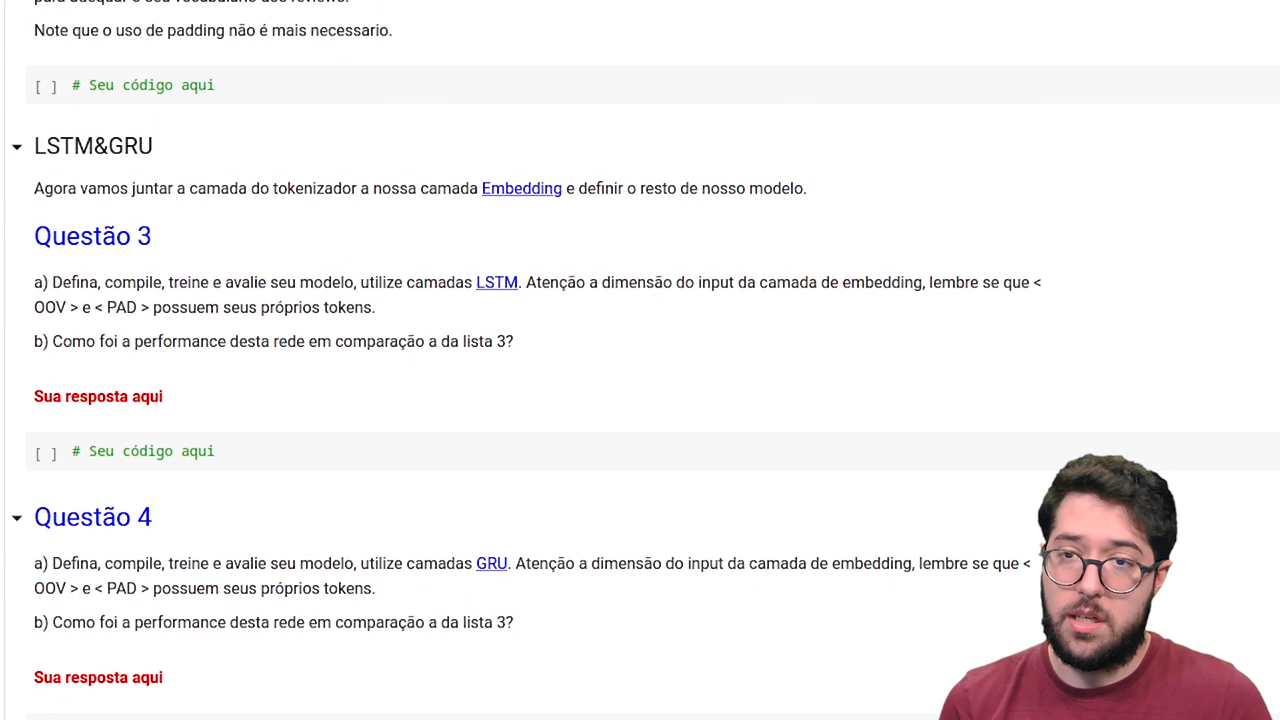 Note que o uso de padding não é mais necessario.
[ ] # Seu código aqui
LSTM&GRU
Agora vamos juntar a camada do tokenizador a nossa camada Embedding e definir o resto de nosso modelo.
Questão 3
a) Defina, compile, treine e avalie seu modelo, utilize camadas LSTM. Atenção a dimensão do input da camada de embedding, lembre se que <
OOV > e < PAD > possuem seus próprios tokens.
b) Como foi a performance desta rede em comparação a da lista 3?
Sua resposta aqui
[ ] # Seu código aqui
Questão 4
a) Defina, compile, treine e avalie seu modelo, utilize camadas GRU. Atenção a dimensão do input da camada de embedding, lembre se que <
OOV > e < PAD > possuem seus próprios tokens.
b) Como foi a performance desta rede em comparação a da lista 3?
Sua resposta aqui